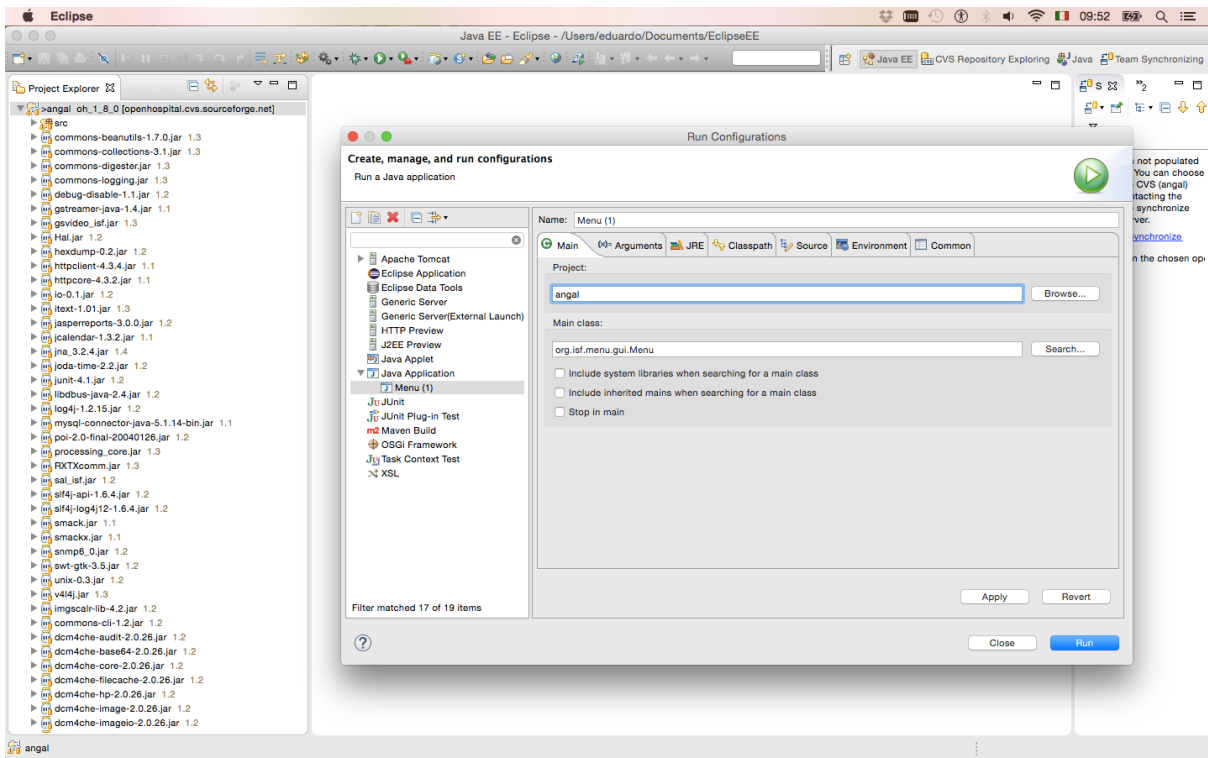 Eclipse 09:52
Java EE - Eclipse - /Users/eduardo/Documents/EclipseEE
Java EE CVS Repository Exploring Java Team Synchronizing
Project Explorer
>angal oh_1_8_0 [openhospital.cvs.sourceforge.net]
src
commons-beanutils-1.7.0.jar 1.3
commons-collections-3.1.jar 1.3
commons-digester.jar 1.3
commons-logging.jar 1.3
debug-disable-1.1.jar 1.2
gstreamer-java-1.4.jar 1.1
gsvideo_isf.jar 1.3
Hal.jar 1.2
hexdump-0.2.jar 1.2
httpclient-4.3.4.jar 1.1
httpcore-4.3.2.jar 1.1
io-0.1.jar 1.2
itext-1.01.jar 1.3
jasperreports-3.0.0.jar 1.2
jcalendar-1.3.2.jar 1.1
jna_3.2.4.jar 1.4
joda-time-2.2.jar 1.2
junit-4.1.jar 1.2
libdbus-java-2.4.jar 1.2
log4j-1.2.15.jar 1.2
mysql-connector-java-5.1.14-bin.jar 1.1
poi-2.0-final-20040126.jar 1.2
processing_core.jar 1.3
RXTXcomm.jar 1.3
sal_isf.jar 1.2
slf4j-api-1.6.4.jar 1.2
slf4j-log4j12-1.6.4.jar 1.2
smack.jar 1.1
smackx.jar 1.1
snmp6_0.jar 1.2
swt-gtk-3.5.jar 1.2
unix-0.3.jar 1.2
v4l4j.jar 1.3
imgscalr-lib-4.2.jar 1.2
commons-cli-1.2.jar 1.2
dcm4che-audit-2.0.26.jar 1.2
dcm4che-base64-2.0.26.jar 1.2
dcm4che-core-2.0.26.jar 1.2
dcm4che-filecache-2.0.26.jar 1.2
dcm4che-hp-2.0.26.jar 1.2
dcm4che-image-2.0.26.jar 1.2
dcm4che-imageio-2.0.26.jar 1.2
angal
Run Configurations
Create, manage, and run configurations
Run a Java application
Apache Tomcat
Eclipse Application
Eclipse Data Tools
Generic Server
Generic Server(External Launch)
HTTP Preview
J2EE Preview
Java Applet
Java Application
Menu (1)
JUnit
JUnit Plug-in Test
m2 Maven Build
OSGi Framework
Task Context Test
XSL
Filter matched 17 of 19 items
Name: Menu (1)
Main (x)= Arguments JRE Classpath Source Environment Common
Project:
angal
Browse...
Main class:
org.isf.menu.gui.Menu
Search...
Include system libraries when searching for a main class
Include inherited mains when searching for a main class
Stop in main
Apply Revert
Close Run
S 2
not populated
You can choose
CVS (angal)
synchronize
n the chosen